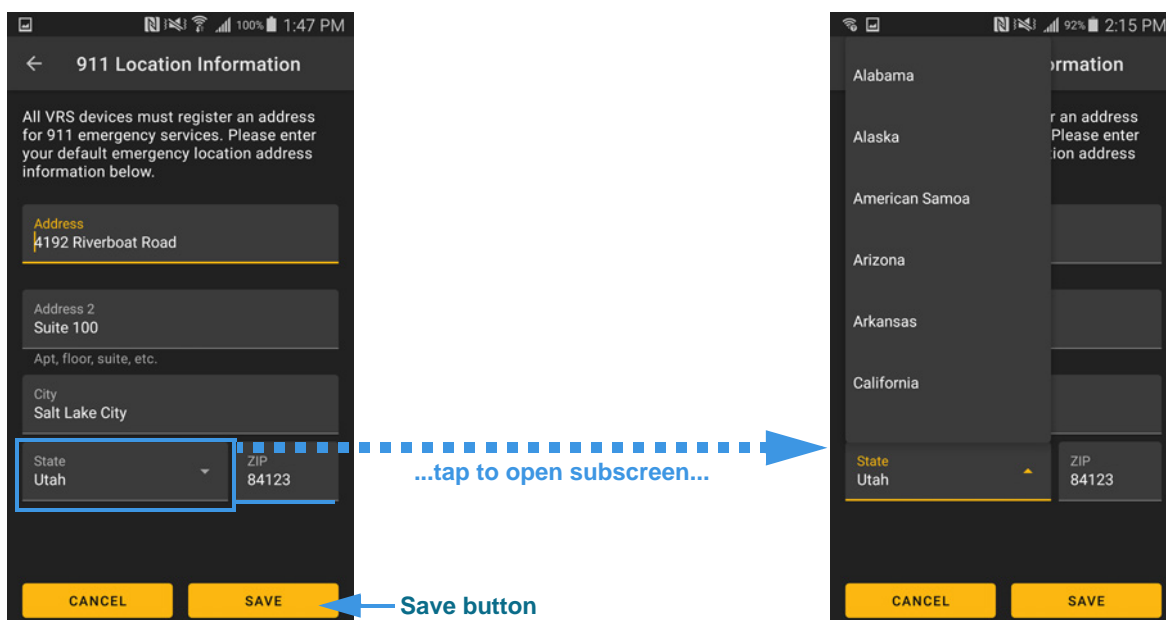 100% 1:47 PM
911 Location Information
All VRS devices must register an address
for 911 emergency services. Please enter
your default emergency location address
information below.
Address
4192 Riverboat Road
Address 2
Suite 100
Apt, floor, suite, etc.
City
Salt Lake City
State
Utah
ZIP
84123
CANCEL
SAVE
...tap to open subscreen...
Save button
92% 2:15 PM
ormation
r an address
Please enter
ion address
Alabama
Alaska
American Samoa
Arizona
Arkansas
California
State
Utah
ZIP
84123
CANCEL
SAVE